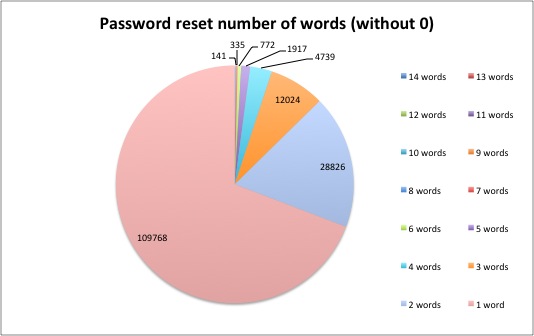 Password reset number of words (without 0)
141
335
772
1917
4739
12024
28826
109768
14 words
13 words
12 words
11 words
10 words
9 words
8 words
7 words
6 words
5 words
4 words
3 words
2 words
1 word